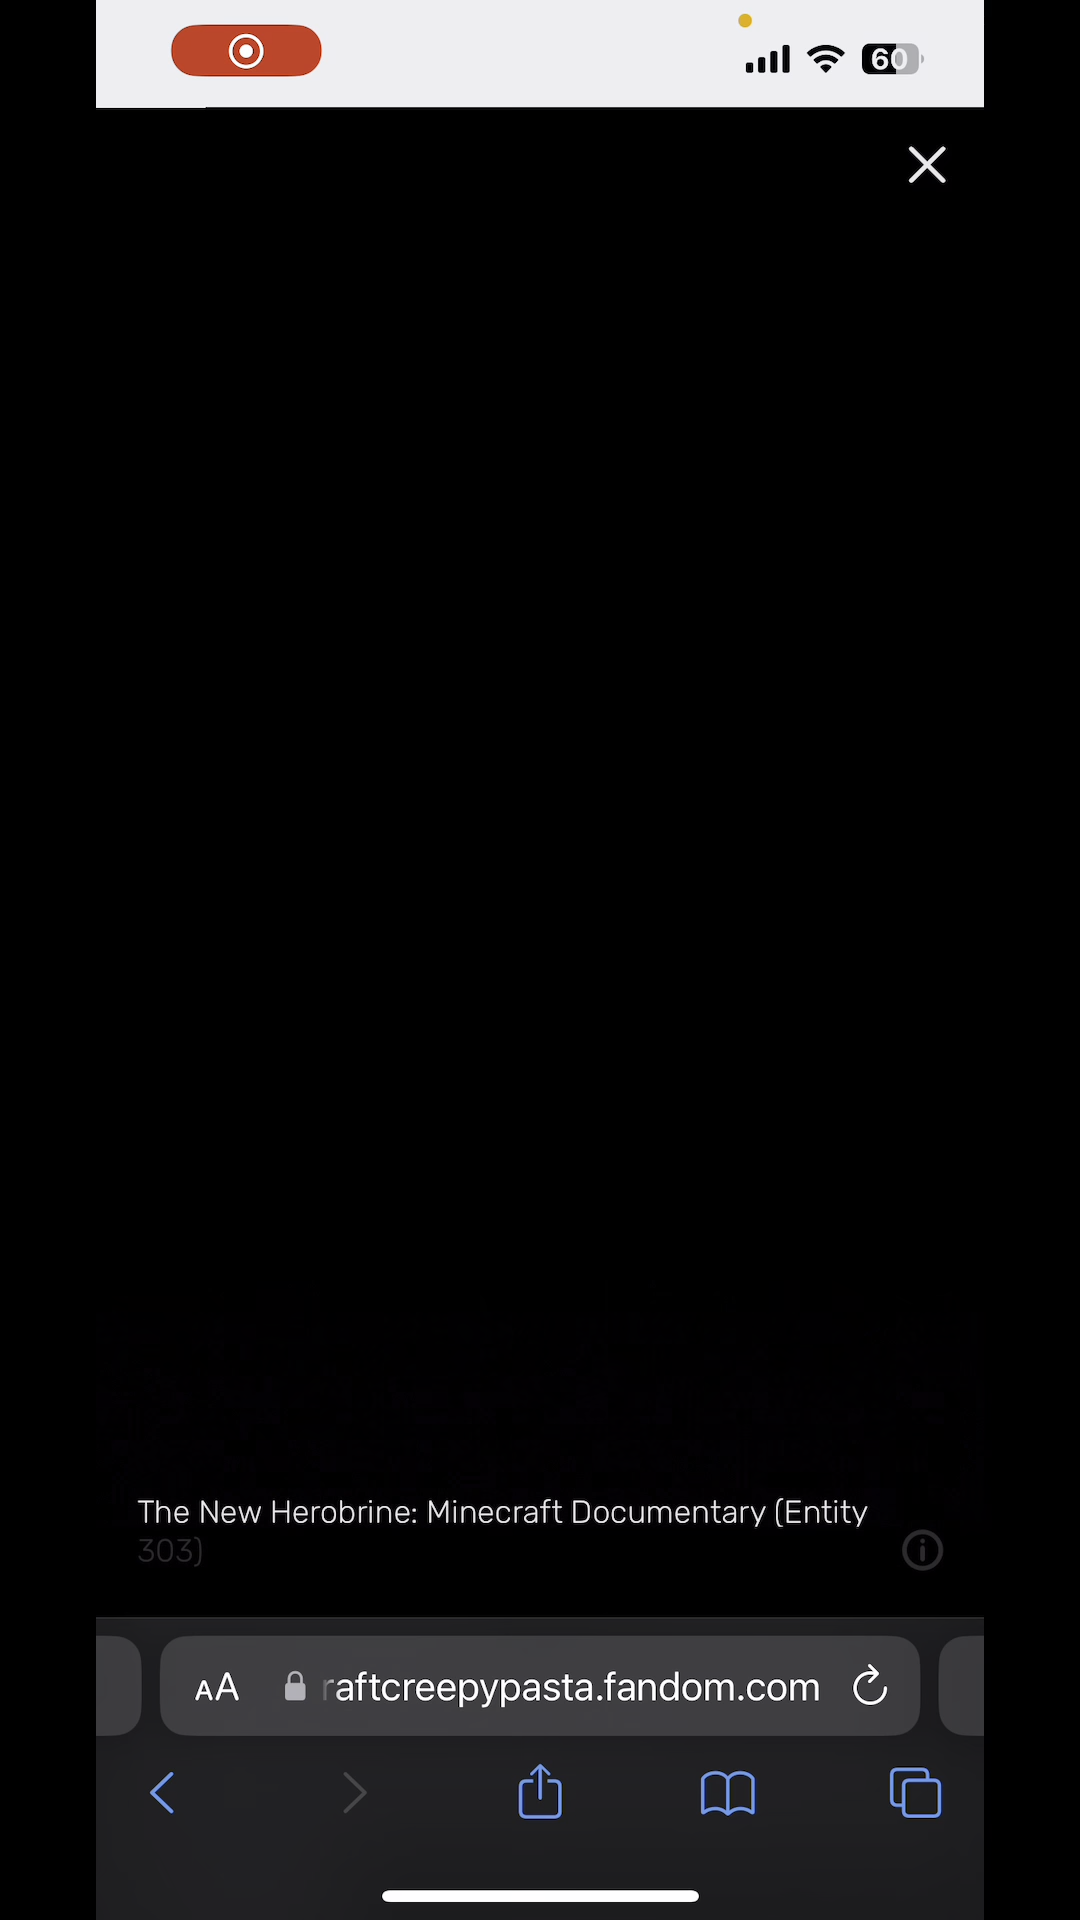 60
The New Herobrine: Minecraft Documentary (Entity
303)
AA raftcreepypasta.fandom.com